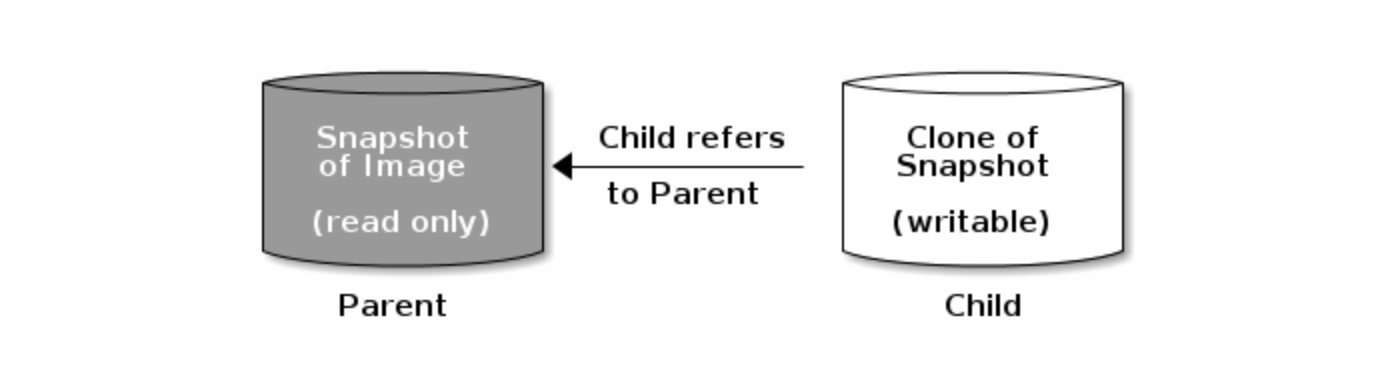 Snapshot
of Image
(read only)
Parent
Child refers
to Parent
Clone of
Snapshot
(writable)
Child